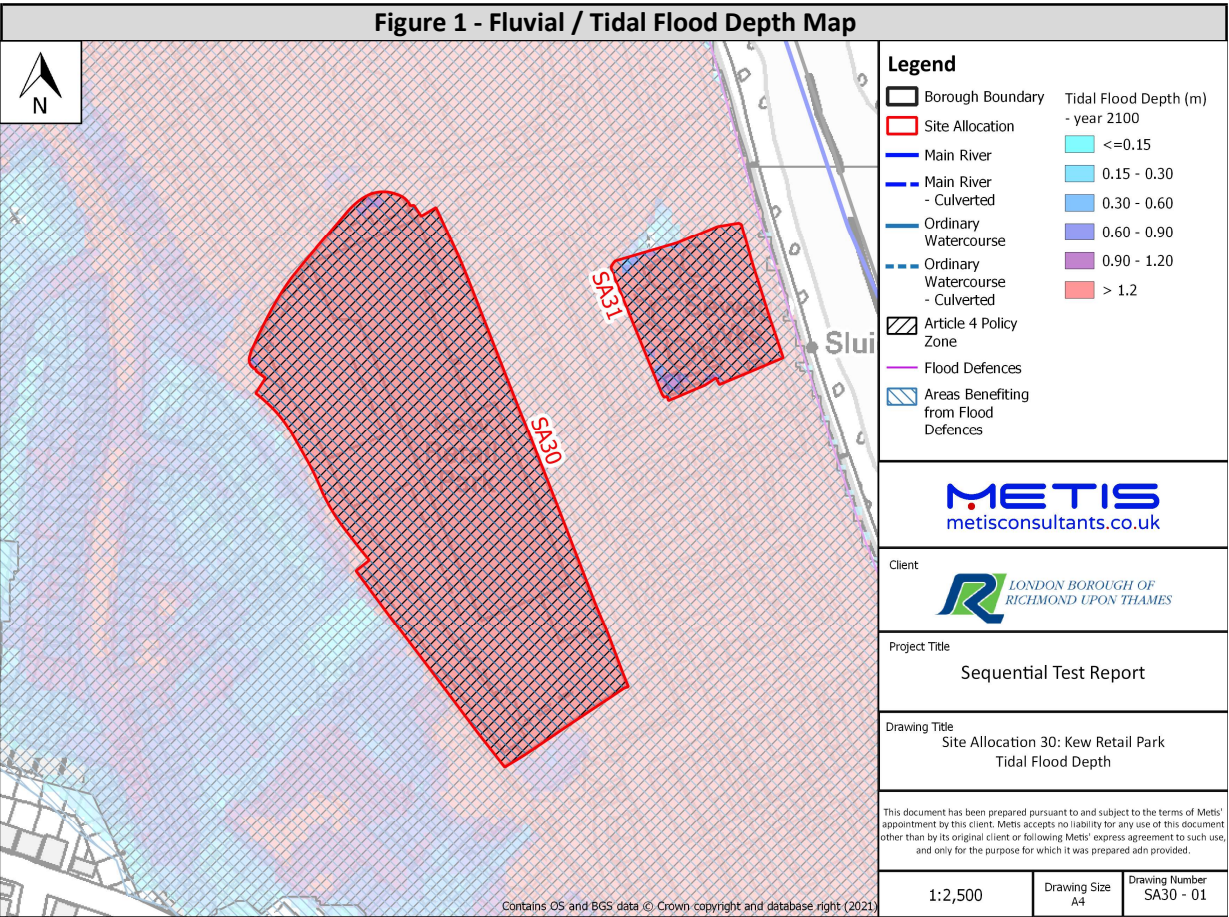 Figure 1 - Fluvial / Tidal Flood Depth Map
N
SA31
SA30
Slui
Contains OS and BGS data © Crown copyright and database right (2021)
Legend
Borough Boundary
Site Allocation
Main River
Main River
- Culverted
Ordinary
Watercourse
Ordinary
Watercourse
- Culverted
Article 4 Policy
Zone
Flood Defences
Areas Benefiting
from Flood
Defences
Tidal Flood Depth (m)
- year 2100
<=0.15
0.15 - 0.30
0.30 - 0.60
0.60 - 0.90
0.90 - 1.20
> 1.2
METIS
metisconsultants.co.uk
Client
LONDON BOROUGH OF
RICHMOND UPON THAMES
Project Title
Sequential Test Report
Drawing Title
Site Allocation 30: Kew Retail Park
Tidal Flood Depth
This document has been prepared pursuant to and subject to the terms of Metis'
appointment by this client. Metis accepts no liability for any use of this document
other than by its original client or following Metis' express agreement to such use,
and only for the purpose for which it was prepared adn provided.
1:2,500
Drawing Size
A4
Drawing Number
SA30 - 01